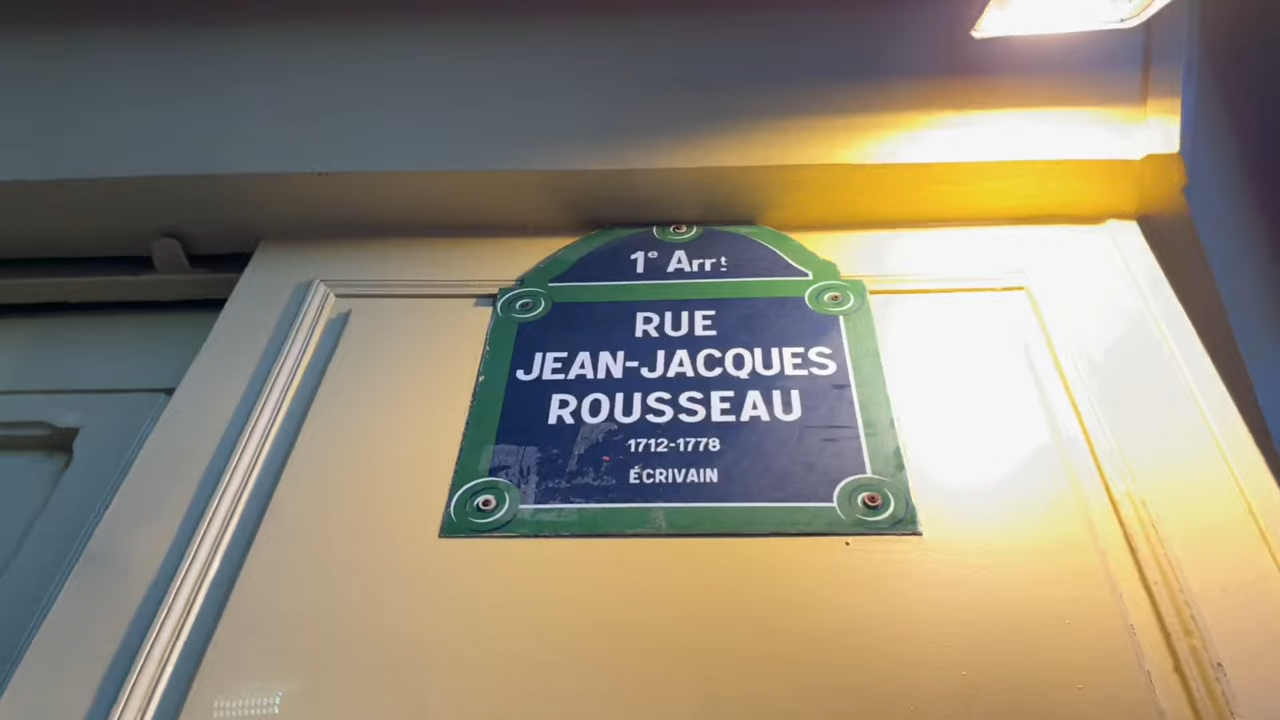 1e Arrt
RUE
JEAN-JACQUES
ROUSSEAU
1712-1778
ÉCRIVAIN